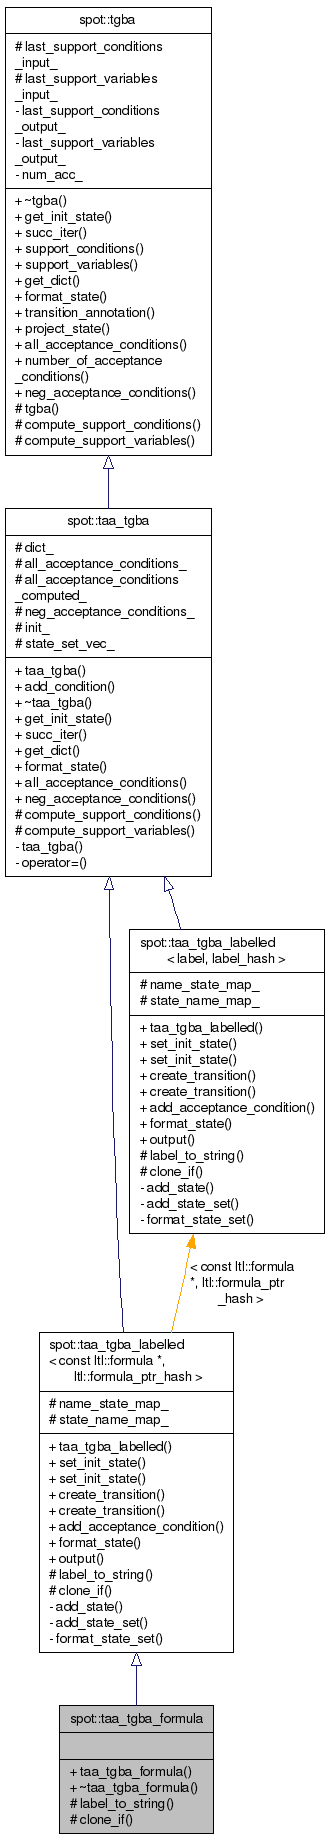 spot::tgba
# last_support_conditions
_input_
# last_support_variables
_input_
- last_support_conditions
_output_
- last_support_variables
_output_
- num_acc_
+ ~tgba()
+ get_init_state()
+ succ_iter()
+ support_conditions()
+ support_variables()
+ get_dict()
+ format_state()
+ transition_annotation()
+ project_state()
+ all_acceptance_conditions()
+ number_of_acceptance
_conditions()
+ neg_acceptance_conditions()
# tgba()
# compute_support_conditions()
# compute_support_variables()
spot::taa_tgba
# dict_
# all_acceptance_conditions_
# all_acceptance_conditions
_computed_
# neg_acceptance_conditions_
# init_
# state_set_vec_
+ taa_tgba()
+ add_condition()
+ ~taa_tgba()
+ get_init_state()
+ succ_iter()
+ get_dict()
+ format_state()
+ all_acceptance_conditions()
+ neg_acceptance_conditions()
# compute_support_conditions()
# compute_support_variables()
- taa_tgba()
- operator=()
spot::taa_tgba_labelled
< label, label_hash >
# name_state_map_
# state_name_map_
+ taa_tgba_labelled()
+ set_init_state()
+ set_init_state()
+ create_transition()
+ create_transition()
+ add_acceptance_condition()
+ format_state()
+ output()
# label_to_string()
# clone_if()
- add_state()
- add_state_set()
- format_state_set()
< const ltl::formula
*, ltl::formula_ptr
_hash >
spot::taa_tgba_labelled
< const ltl::formula *,
ltl::formula_ptr_hash >
# name_state_map_
# state_name_map_
+ taa_tgba_labelled()
+ set_init_state()
+ set_init_state()
+ create_transition()
+ create_transition()
+ add_acceptance_condition()
+ format_state()
+ output()
# label_to_string()
# clone_if()
- add_state()
- add_state_set()
- format_state_set()
spot::taa_tgba_formula
+ taa_tgba_formula()
+ ~taa_tgba_formula()
# label_to_string()
# clone_if()